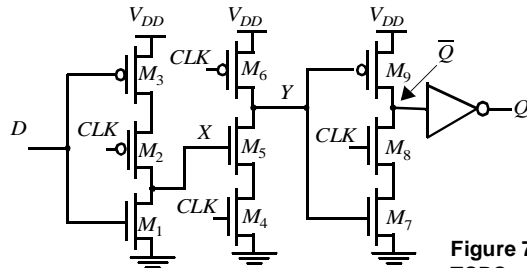 V_DD V_DD V_DD
CLK M_6 M_9 Q̅
M_3
Y
D CLK X Q
M_2 M_5 CLK M_8
CLK
M_1 M_4 M_7
Figure 7